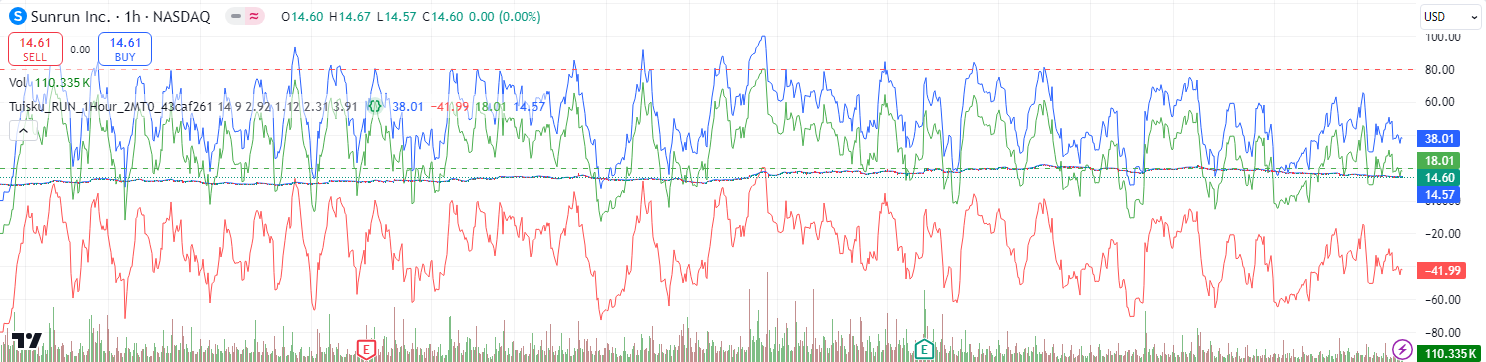 S Sunrun Inc. · 1h · NASDAQ O14.60 H14.67 L14.57 C14.60 0.00 (0.00%) USD
14.61 SELL 0.00 14.61 BUY
Vol 110.335 K
Tuisku_RUN_1Hour_2MT0_43caf261 14 9 2.92 1.12 2.31 3.91 {} 38.01 −41.99 18.01 14.57
100.00
80.00
60.00
38.01
18.01
14.60
14.57
−20.00
−41.99
−60.00
−80.00
110.335 K
E
E